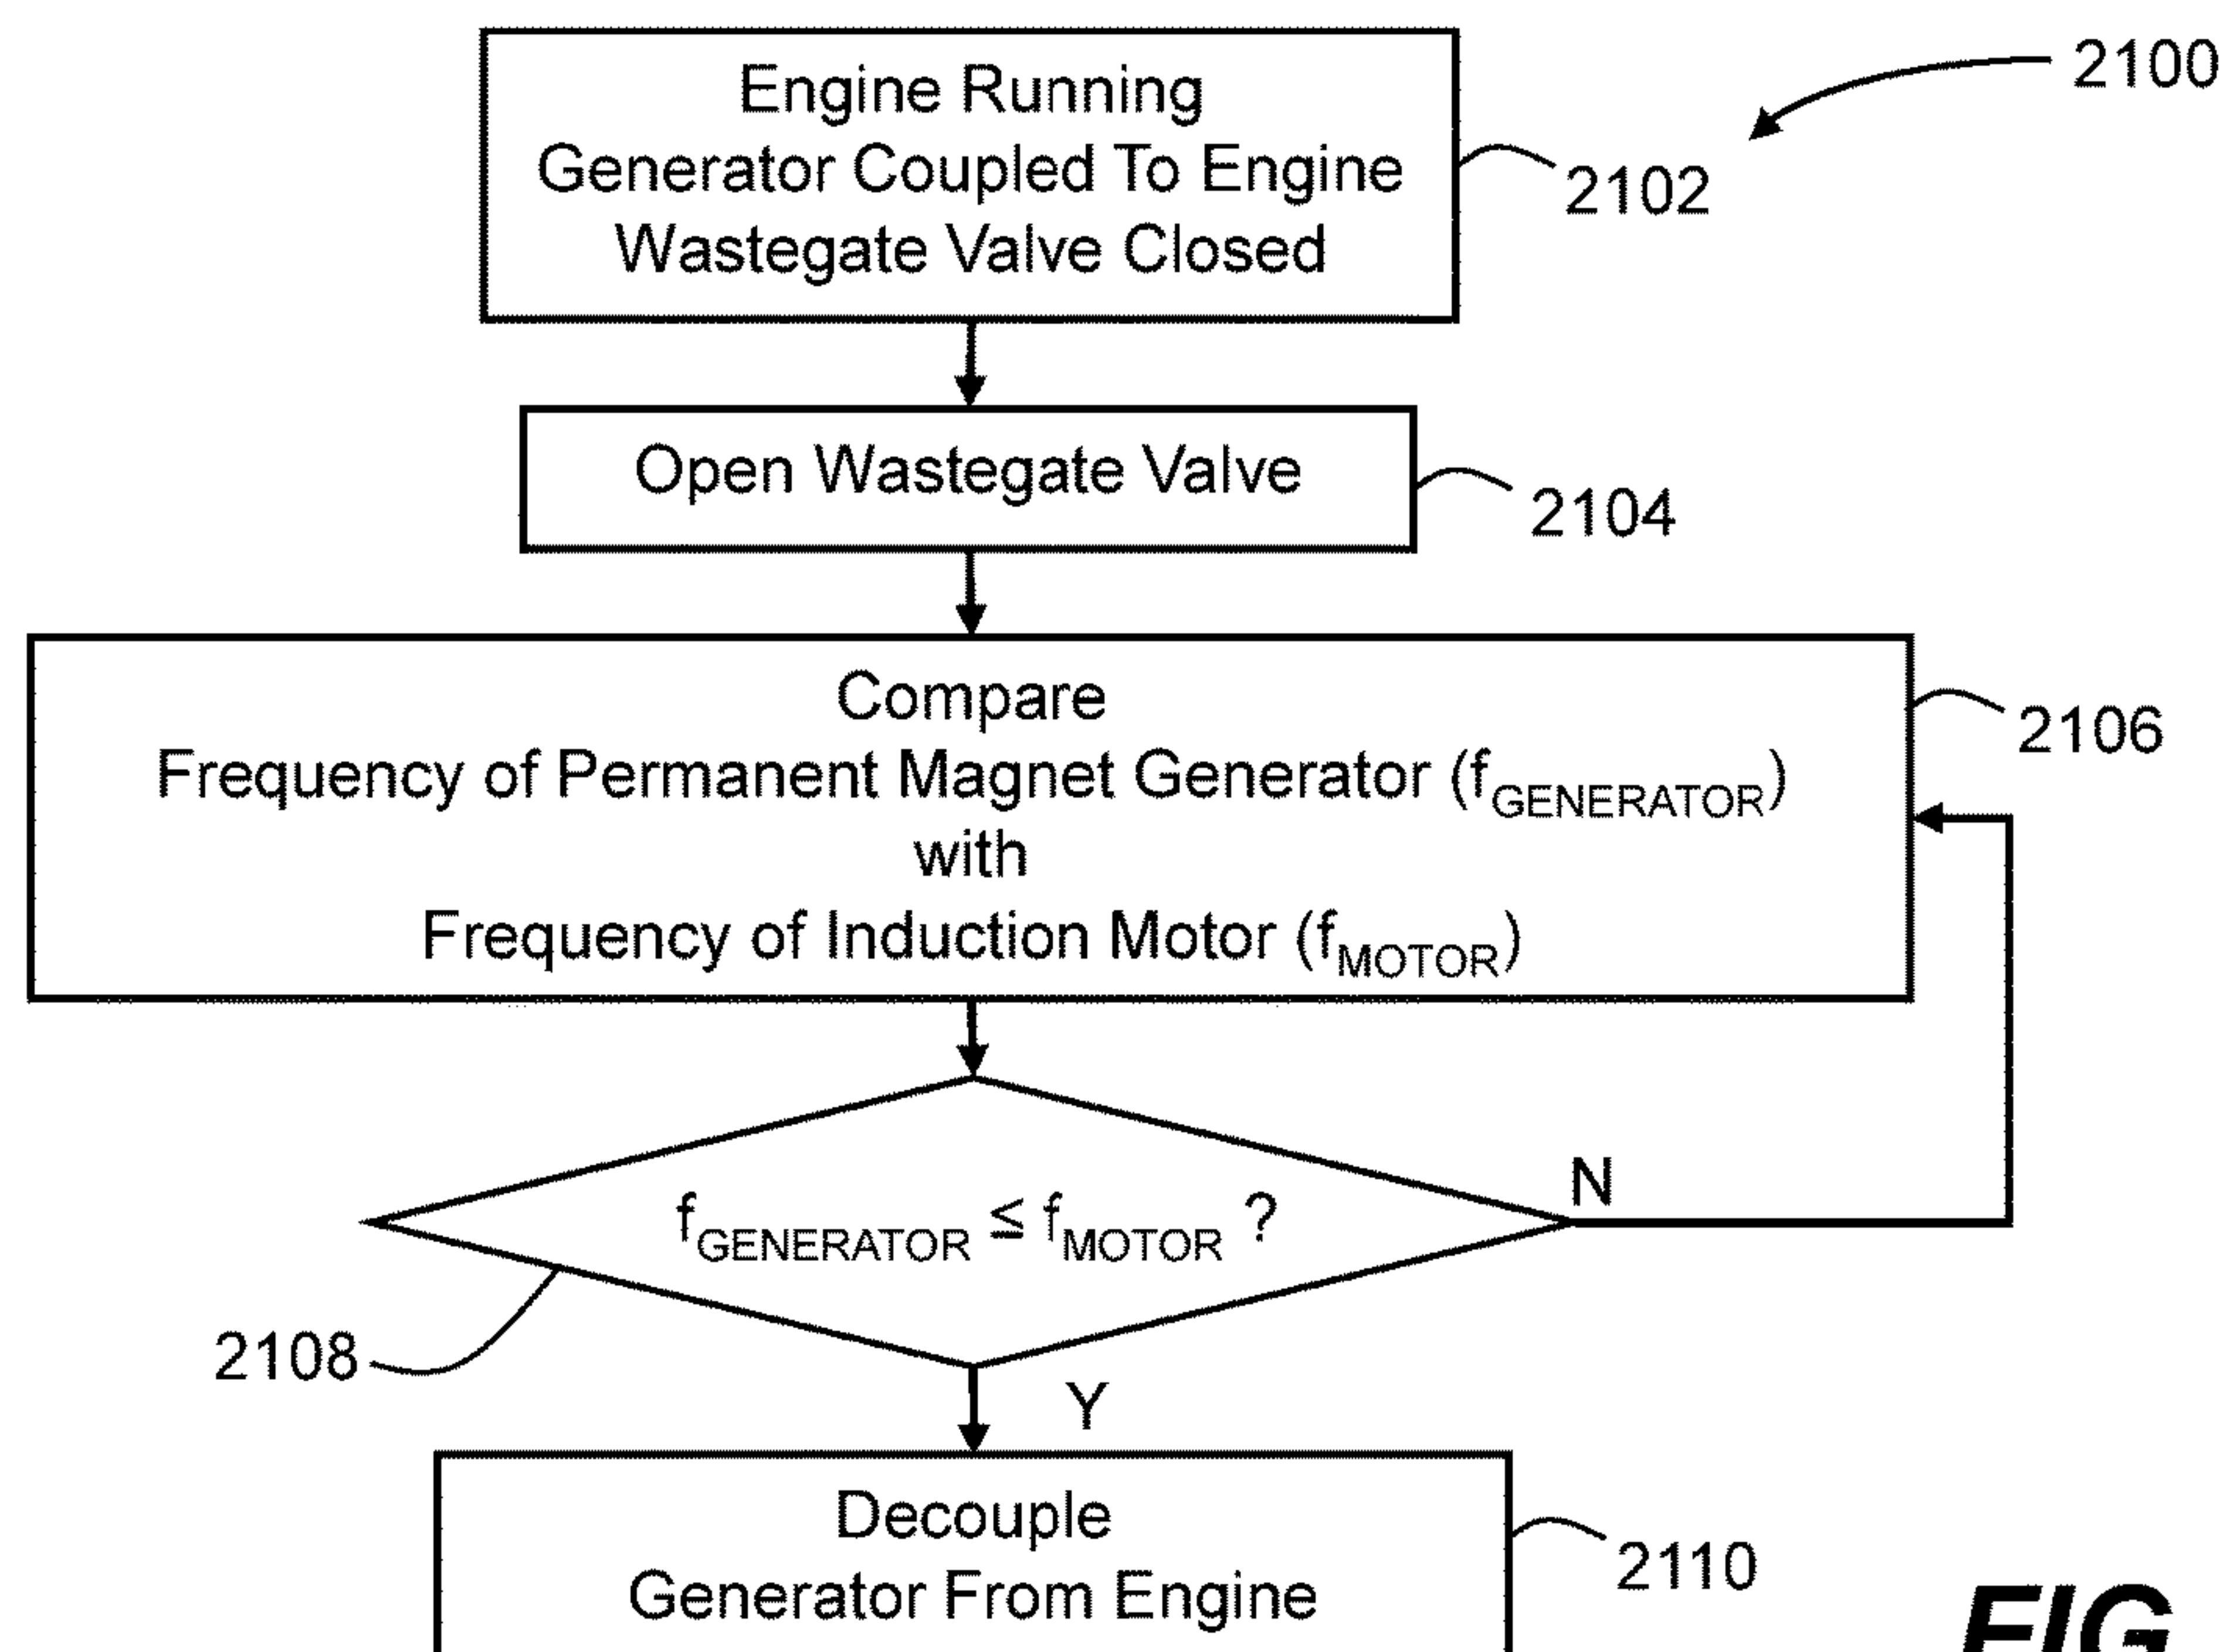 2100
Engine Running
Generator Coupled To Engine
Wastegate Valve Closed
2102
Open Wastegate Valve
2104
Compare
Frequency of Permanent Magnet Generator (fGENERATOR)
with
Frequency of Induction Motor (fMOTOR)
2106
fGENERATOR ≤ fMOTOR ?
N
2108
Y
Decouple
Generator From Engine
2110
FIG